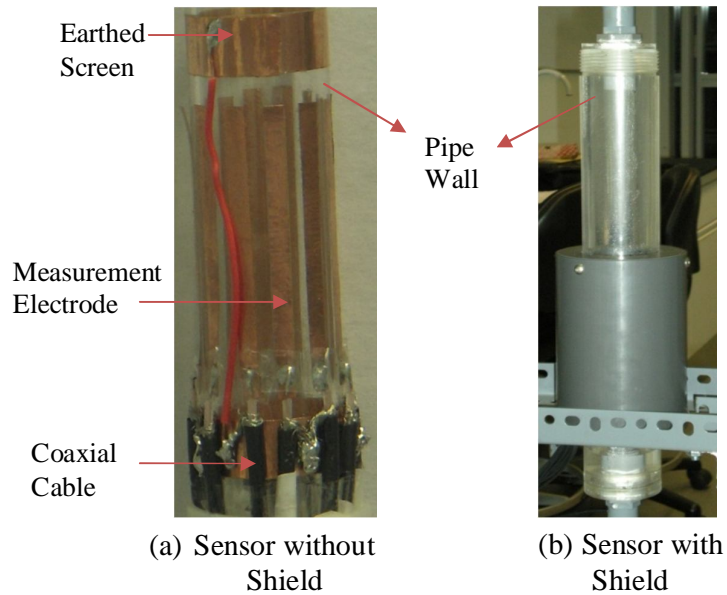 Earthed
Screen
Pipe
Wall
Measurement
Electrode
Coaxial
Cable
(a) Sensor without
Shield
(b) Sensor with
Shield